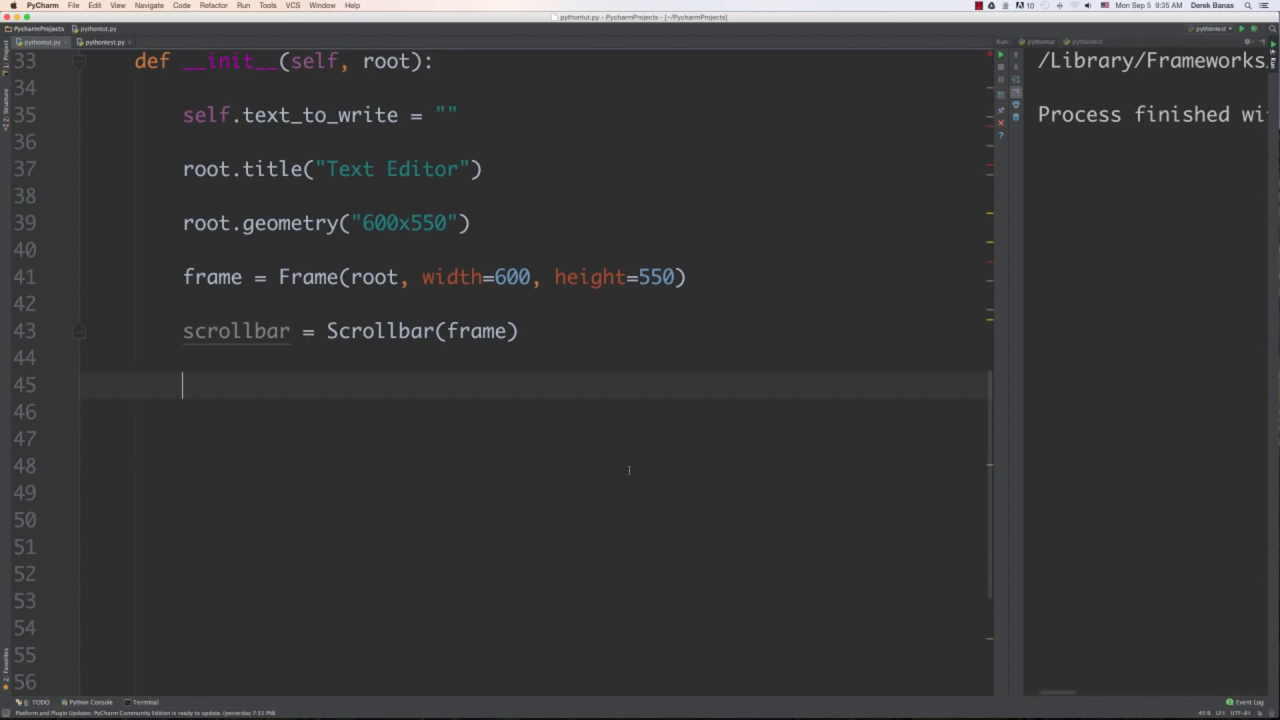 PyCharm File Edit View Navigate Code Refactor Run Tools VCS Window Help 10 Mon Sep 5 9:35 AM Derek Banas
pythontut.py - PycharmProjects - [~/PycharmProjects]
PycharmProjects pythontut.py pythontest
pythontut.py pythontest.py Run: pythontut pythontest
1: Project
Z: Structure
2: Favorites
Run
33 def __init__(self, root):
34
35 self.text_to_write = ""
36
37 root.title("Text Editor")
38
39 root.geometry("600x550")
40
41 frame = Frame(root, width=600, height=550)
42
43 scrollbar = Scrollbar(frame)
44
45
46
47
48
49
50
51
52
53
54
55
56
/Library/Frameworks
Process finished wi
6: TODO Python Console Terminal Event Log
Platform and Plugin Updates: PyCharm Community Edition is ready to update. (yesterday 7:51 PM) 45:9 LF÷ UTF-8÷